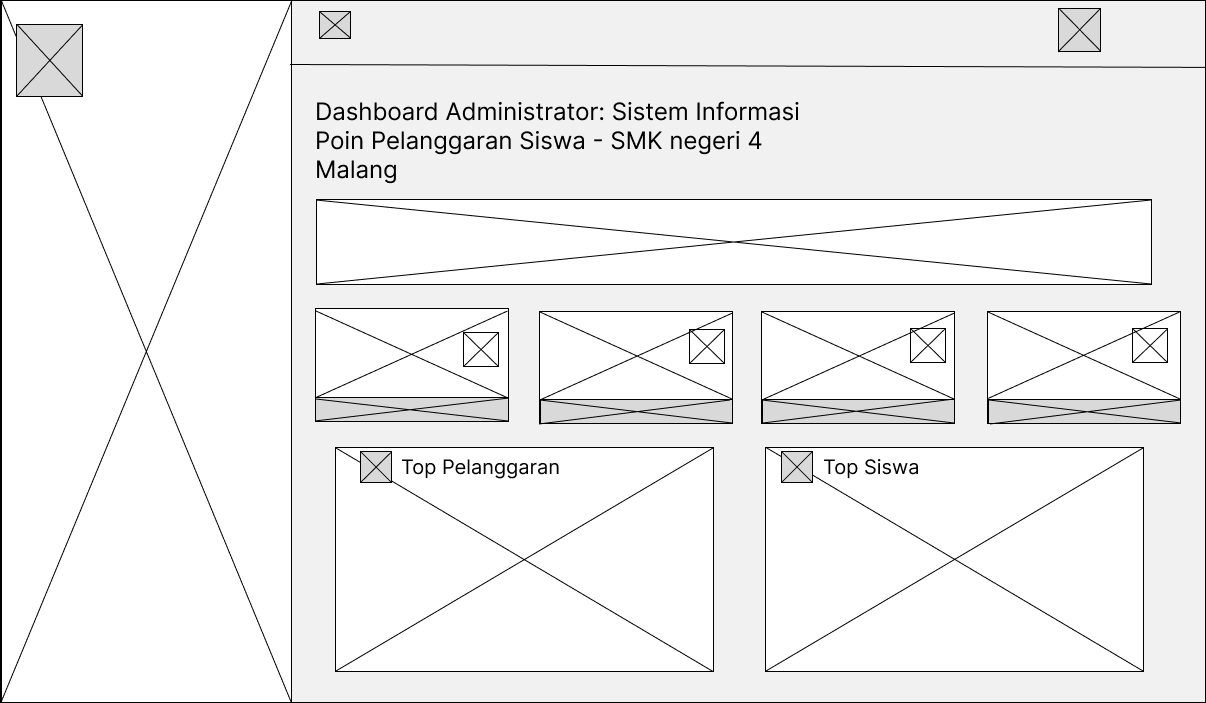 Dashboard Administrator: Sistem Informasi
Poin Pelanggaran Siswa - SMK negeri 4
Malang
Top Pelanggaran
Top Siswa